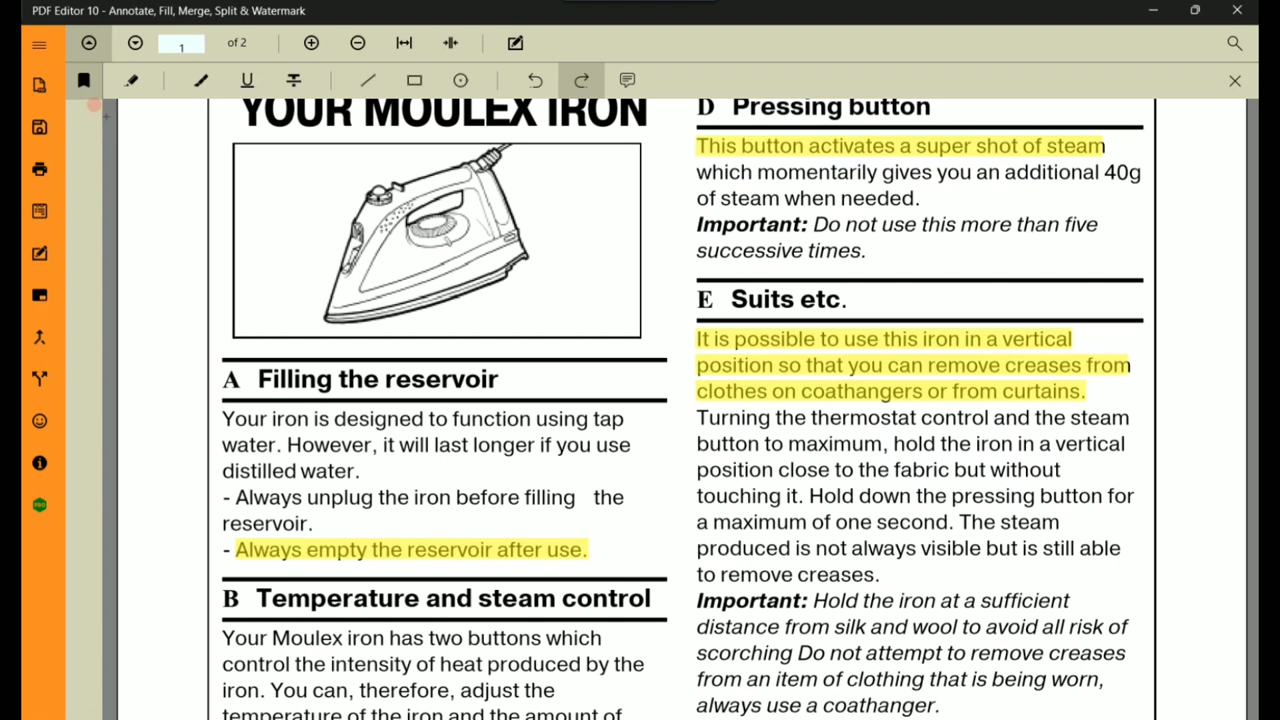 PDF Editor 10 - Annotate, Fill, Merge, Split & Watermark
1 of 2
YOUR MOULEX IRON
A Filling the reservoir
Your iron is designed to function using tap
water. However, it will last longer if you use
distilled water.
- Always unplug the iron before filling the
reservoir.
- Always empty the reservoir after use.
B Temperature and steam control
Your Moulex iron has two buttons which
control the intensity of heat produced by the
iron. You can, therefore, adjust the
temperature of the iron and the amount of
D Pressing button
This button activates a super shot of steam
which momentarily gives you an additional 40g
of steam when needed.
Important: Do not use this more than five
successive times.
E Suits etc.
It is possible to use this iron in a vertical
position so that you can remove creases from
clothes on coathangers or from curtains.
Turning the thermostat control and the steam
button to maximum, hold the iron in a vertical
position close to the fabric but without
touching it. Hold down the pressing button for
a maximum of one second. The steam
produced is not always visible but is still able
to remove creases.
Important: Hold the iron at a sufficient
distance from silk and wool to avoid all risk of
scorching Do not attempt to remove creases
from an item of clothing that is being worn,
always use a coathanger.
PRO